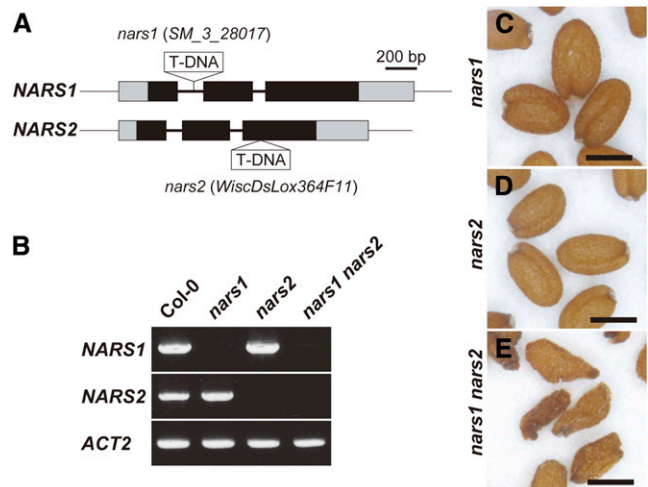 A
nars1 (SM_3_28017)
T-DNA
200 bp
NARS1
NARS2
T-DNA
nars2 (WiscDsLox364F11)
B
Col-0
nars1
nars2
nars1 nars2
NARS1
NARS2
ACT2
C
nars1
D
nars2
E
nars1 nars2